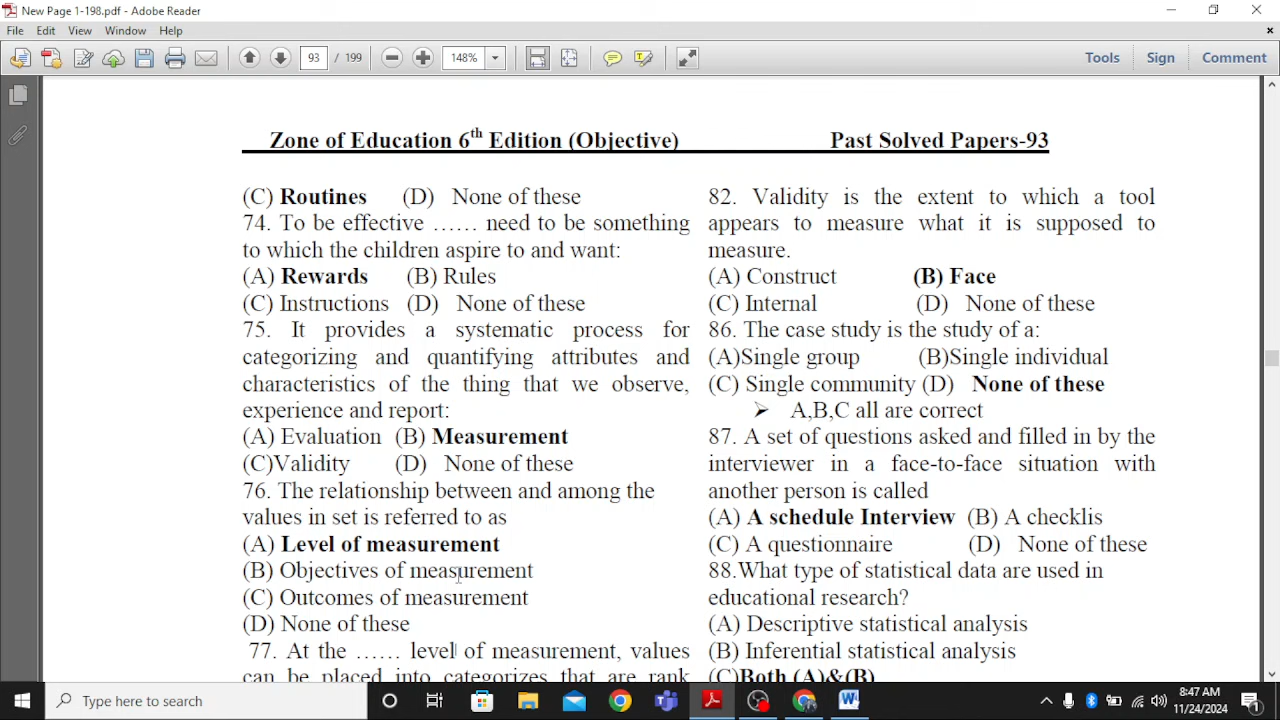 New Page 1-198.pdf - Adobe Reader
File Edit View Window Help
93 / 199 148% Tools Sign Comment
Zone of Education 6th Edition (Objective) Past Solved Papers-93
(C) Routines (D) None of these
74. To be effective …… need to be something
to which the children aspire to and want:
(A) Rewards (B) Rules
(C) Instructions (D) None of these
75. It provides a systematic process for
categorizing and quantifying attributes and
characteristics of the thing that we observe,
experience and report:
(A) Evaluation (B) Measurement
(C)Validity (D) None of these
76. The relationship between and among the
values in set is referred to as
(A) Level of measurement
(B) Objectives of measurement
(C) Outcomes of measurement
(D) None of these
77. At the …… level of measurement, values
can be placed into categorizes that are rank
82. Validity is the extent to which a tool
appears to measure what it is supposed to
measure.
(A) Construct (B) Face
(C) Internal (D) None of these
86. The case study is the study of a:
(A)Single group (B)Single individual
(C) Single community (D) None of these
➢ A,B,C all are correct
87. A set of questions asked and filled in by the
interviewer in a face-to-face situation with
another person is called
(A) A schedule Interview (B) A checklis
(C) A questionnaire (D) None of these
88.What type of statistical data are used in
educational research?
(A) Descriptive statistical analysis
(B) Inferential statistical analysis
(C)Both (A)&(B)
Type here to search
8:47 AM
11/24/2024